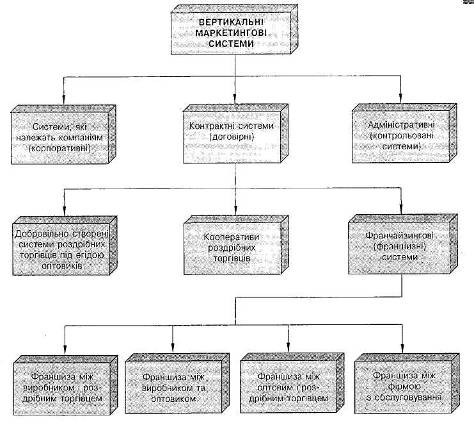 ВЕРТИКАЛЬНІ
МАРКЕТИНГОВІ
СИСТЕМИ
Системи, які
належать компаніям
(корпоративні)
Контрактні системи
(договірні)
Адміністративні
(контрольовані
системи)
Добровільно створені
системи роздрібних
торгівців під егідою
оптовиків
Кооперативи
роздрібних
торгівців
Франчайзингові
(франшизні)
системи
Франшиза між
виробником і роз-
дрібним торгівцем
Франшиза між
виробником та
оптовиком
Франшиза між
оптовим і роз-
дрібним торгівцем
Франшиза між
фірмою
з обслуговування